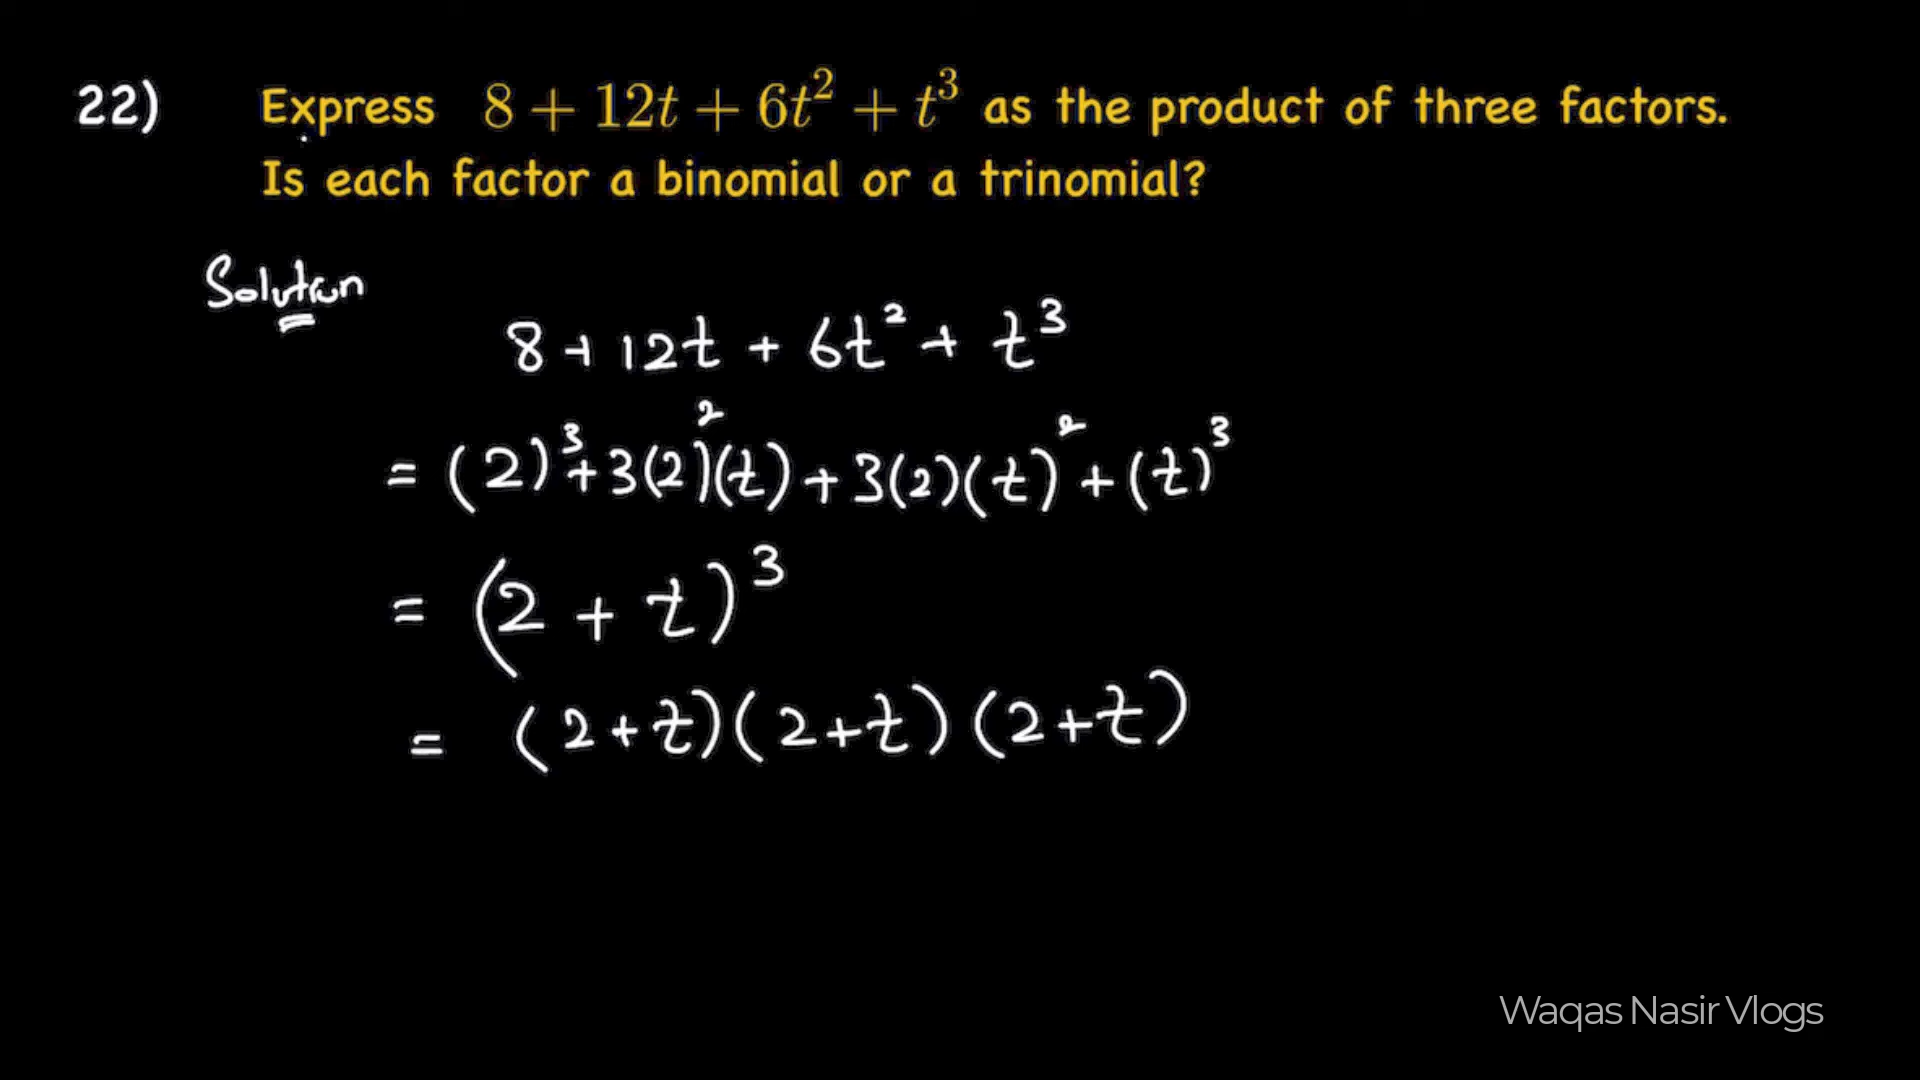 22) Express 8 + 12t + 6t² + t³ as the product of three factors.
Is each factor a binomial or a trinomial?
Solution
8 + 12t + 6t² + t³
= (2)³ + 3(2)²(t) + 3(2)(t)² + (t)³
= (2 + t)³
= (2+t)(2+t)(2+t)
Waqas Nasir Vlogs